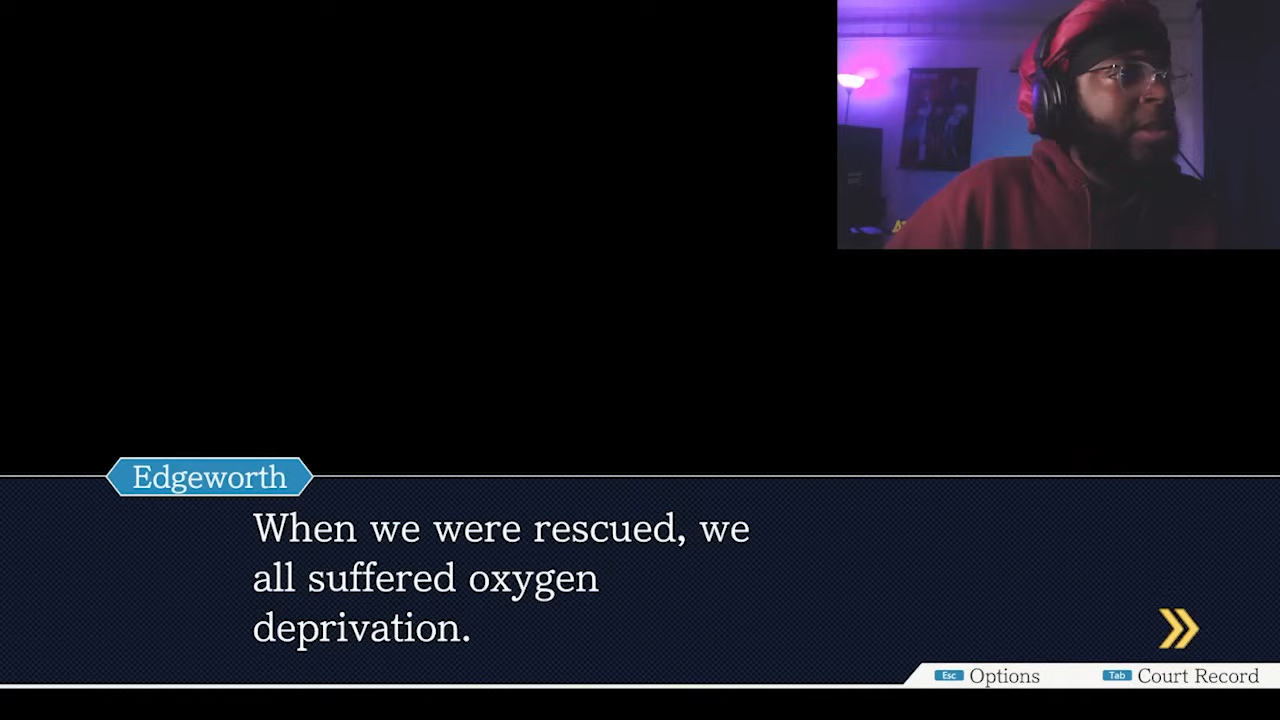 Edgeworth
When we were rescued, we
all suffered oxygen
deprivation.
Esc Options Tab Court Record